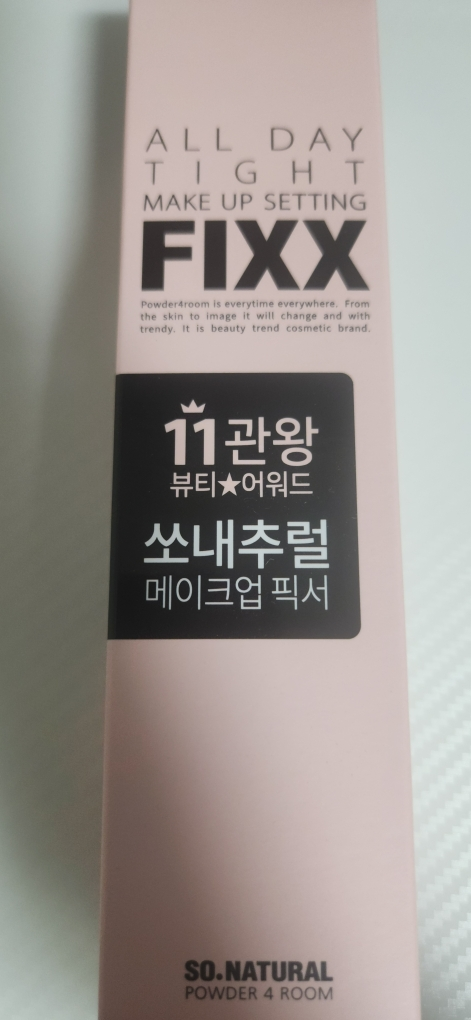 ALL DAY
TIGHT
MAKE UP SETTING
FIXX
Powder4room is everytime everywhere. From
the skin to image it will change and with
trendy. It is beauty trend cosmetic brand.
11관왕
뷰티★어워드
쏘내추럴
메이크업 픽서
SO.NATURAL
POWDER 4 ROOM